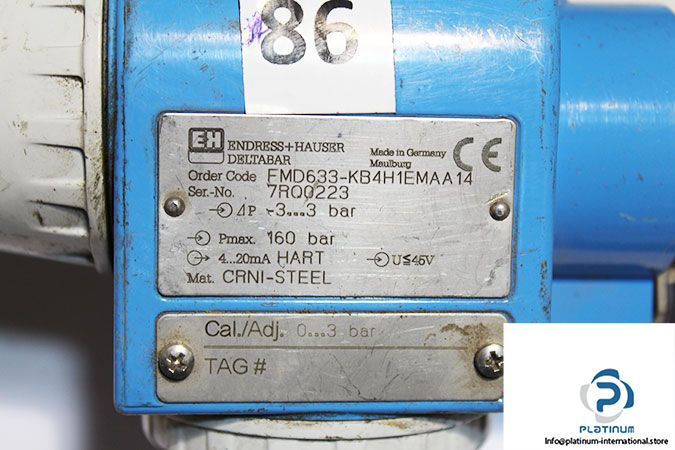 86
EH ENDRESS+HAUSER
DELTABAR
Made in Germany
Maulburg
CE
Order Code FMD633-KB4H1EMAA14
Ser.-No. 7R00223
ΔP -3...3 bar
Pmax. 160 bar
4...20mA HART U≦45V
Mat. CRNI-STEEL
Cal./Adj. 0...3 bar
TAG #
PLATINUM
info@platinum-international.store